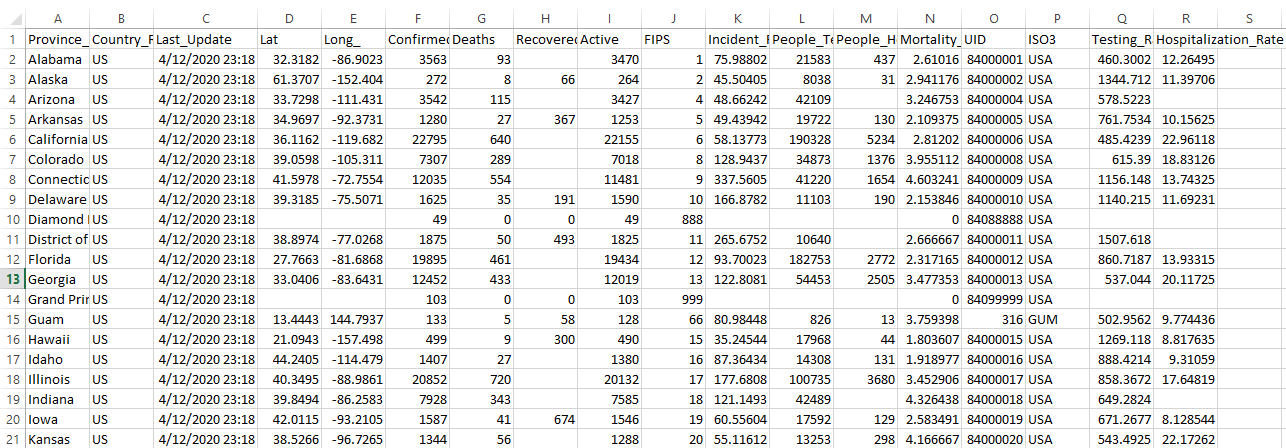 A B C D E F G H I J K L M N O P Q R S
1 Province_ Country_R Last_Update Lat Long_ Confirmed Deaths Recovered Active FIPS Incident_R People_Te People_H Mortality_ UID ISO3 Testing_R Hospitalization_Rate
2 Alabama US 4/12/2020 23:18 32.3182 -86.9023 3563 93 3470 1 75.98802 21583 437 2.61016 84000001 USA 460.3002 12.26495
3 Alaska US 4/12/2020 23:18 61.3707 -152.404 272 8 66 264 2 45.50405 8038 31 2.941176 84000002 USA 1344.712 11.39706
4 Arizona US 4/12/2020 23:18 33.7298 -111.431 3542 115 3427 4 48.66242 42109 3.246753 84000004 USA 578.5223
5 Arkansas US 4/12/2020 23:18 34.9697 -92.3731 1280 27 367 1253 5 49.43942 19722 130 2.109375 84000005 USA 761.7534 10.15625
6 California US 4/12/2020 23:18 36.1162 -119.682 22795 640 22155 6 58.13773 190328 5234 2.81206 84000006 USA 485.4239 22.96118
7 Colorado US 4/12/2020 23:18 39.0598 -105.311 7307 289 7018 8 128.9437 34873 1376 3.955112 84000008 USA 615.39 18.83126
8 Connectic US 4/12/2020 23:18 41.5978 -72.7554 12035 554 11481 9 337.5605 41220 1654 4.603241 84000009 USA 1156.148 13.74325
9 Delaware US 4/12/2020 23:18 39.3185 -75.5071 1625 35 191 1590 10 166.8782 11103 190 2.153846 84000010 USA 1140.215 11.69231
10 Diamond US 4/12/2020 23:18 49 0 0 49 888 0 84088888 USA
11 District of US 4/12/2020 23:18 38.8974 -77.0268 1875 50 493 1825 11 265.6752 10640 2.666667 84000011 USA 1507.618
12 Florida US 4/12/2020 23:18 27.7663 -81.6868 19895 461 19434 12 93.70023 182753 2772 2.317165 84000012 USA 860.7187 13.93315
13 Georgia US 4/12/2020 23:18 33.0406 -83.6431 12452 433 12019 13 122.8081 54453 2505 3.477353 84000013 USA 537.044 20.11725
14 Grand Prin US 4/12/2020 23:18 103 0 0 103 999 0 84099999 USA
15 Guam US 4/12/2020 23:18 13.4443 144.7937 133 5 58 128 66 80.98448 826 13 3.759398 316 GUM 502.9562 9.774436
16 Hawaii US 4/12/2020 23:18 21.0943 -157.498 499 9 300 490 15 35.24544 17968 44 1.803607 84000015 USA 1269.118 8.817635
17 Idaho US 4/12/2020 23:18 44.2405 -114.479 1407 27 1380 16 87.36434 14308 131 1.918977 84000016 USA 888.4214 9.31059
18 Illinois US 4/12/2020 23:18 40.3495 -88.9861 20852 720 20132 17 177.6808 100735 3680 3.452906 84000017 USA 858.3672 17.64819
19 Indiana US 4/12/2020 23:18 39.8494 -86.2583 7928 343 7585 18 121.1493 42489 4.326438 84000018 USA 649.2824
20 Iowa US 4/12/2020 23:18 42.0115 -93.2105 1587 41 674 1546 19 60.55604 17592 129 2.583491 84000019 USA 671.2677 8.128544
21 Kansas US 4/12/2020 23:18 38.5266 -96.7265 1344 56 1288 20 55.11612 13253 298 4.166667 84000020 USA 543.4925 22.17262